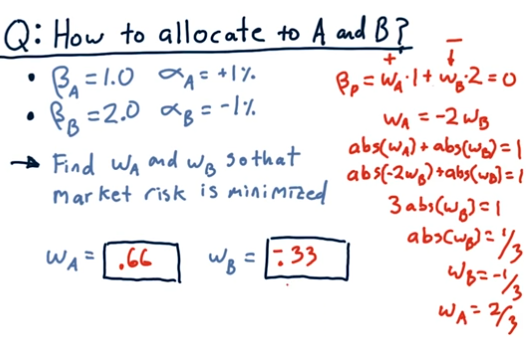 Q: How to allocate to A and B?
• βA = 1.0 αA = +1%
• βB = 2.0 αB = -1%
→ Find wA and wB so that
market risk is minimized
wA = .66 wB = -.33
+ -
βp = wA·1 + wB·2 = 0
wA = -2wB
abs(wA) + abs(wB) = 1
abs(-2wB) + abs(wB) = 1
3 abs(wB) = 1
abs(wB) = 1/3
wB = -1/3
wA = 2/3